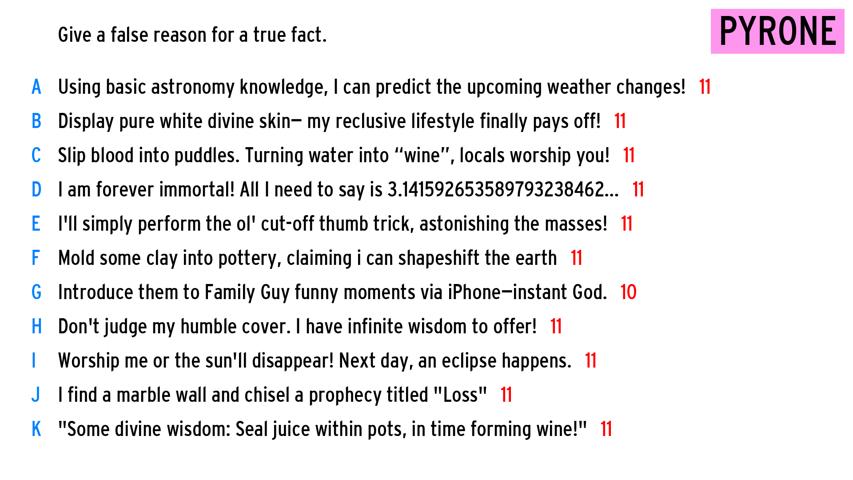 Give a false reason for a true fact.
PYRONE
A Using basic astronomy knowledge, I can predict the upcoming weather changes! 11
B Display pure white divine skin— my reclusive lifestyle finally pays off! 11
C Slip blood into puddles. Turning water into “wine”, locals worship you! 11
D I am forever immortal! All I need to say is 3.141592653589793238462... 11
E I'll simply perform the ol' cut-off thumb trick, astonishing the masses! 11
F Mold some clay into pottery, claiming i can shapeshift the earth 11
G Introduce them to Family Guy funny moments via iPhone—instant God. 10
H Don't judge my humble cover. I have infinite wisdom to offer! 11
I Worship me or the sun'll disappear! Next day, an eclipse happens. 11
J I find a marble wall and chisel a prophecy titled "Loss" 11
K "Some divine wisdom: Seal juice within pots, in time forming wine!" 11